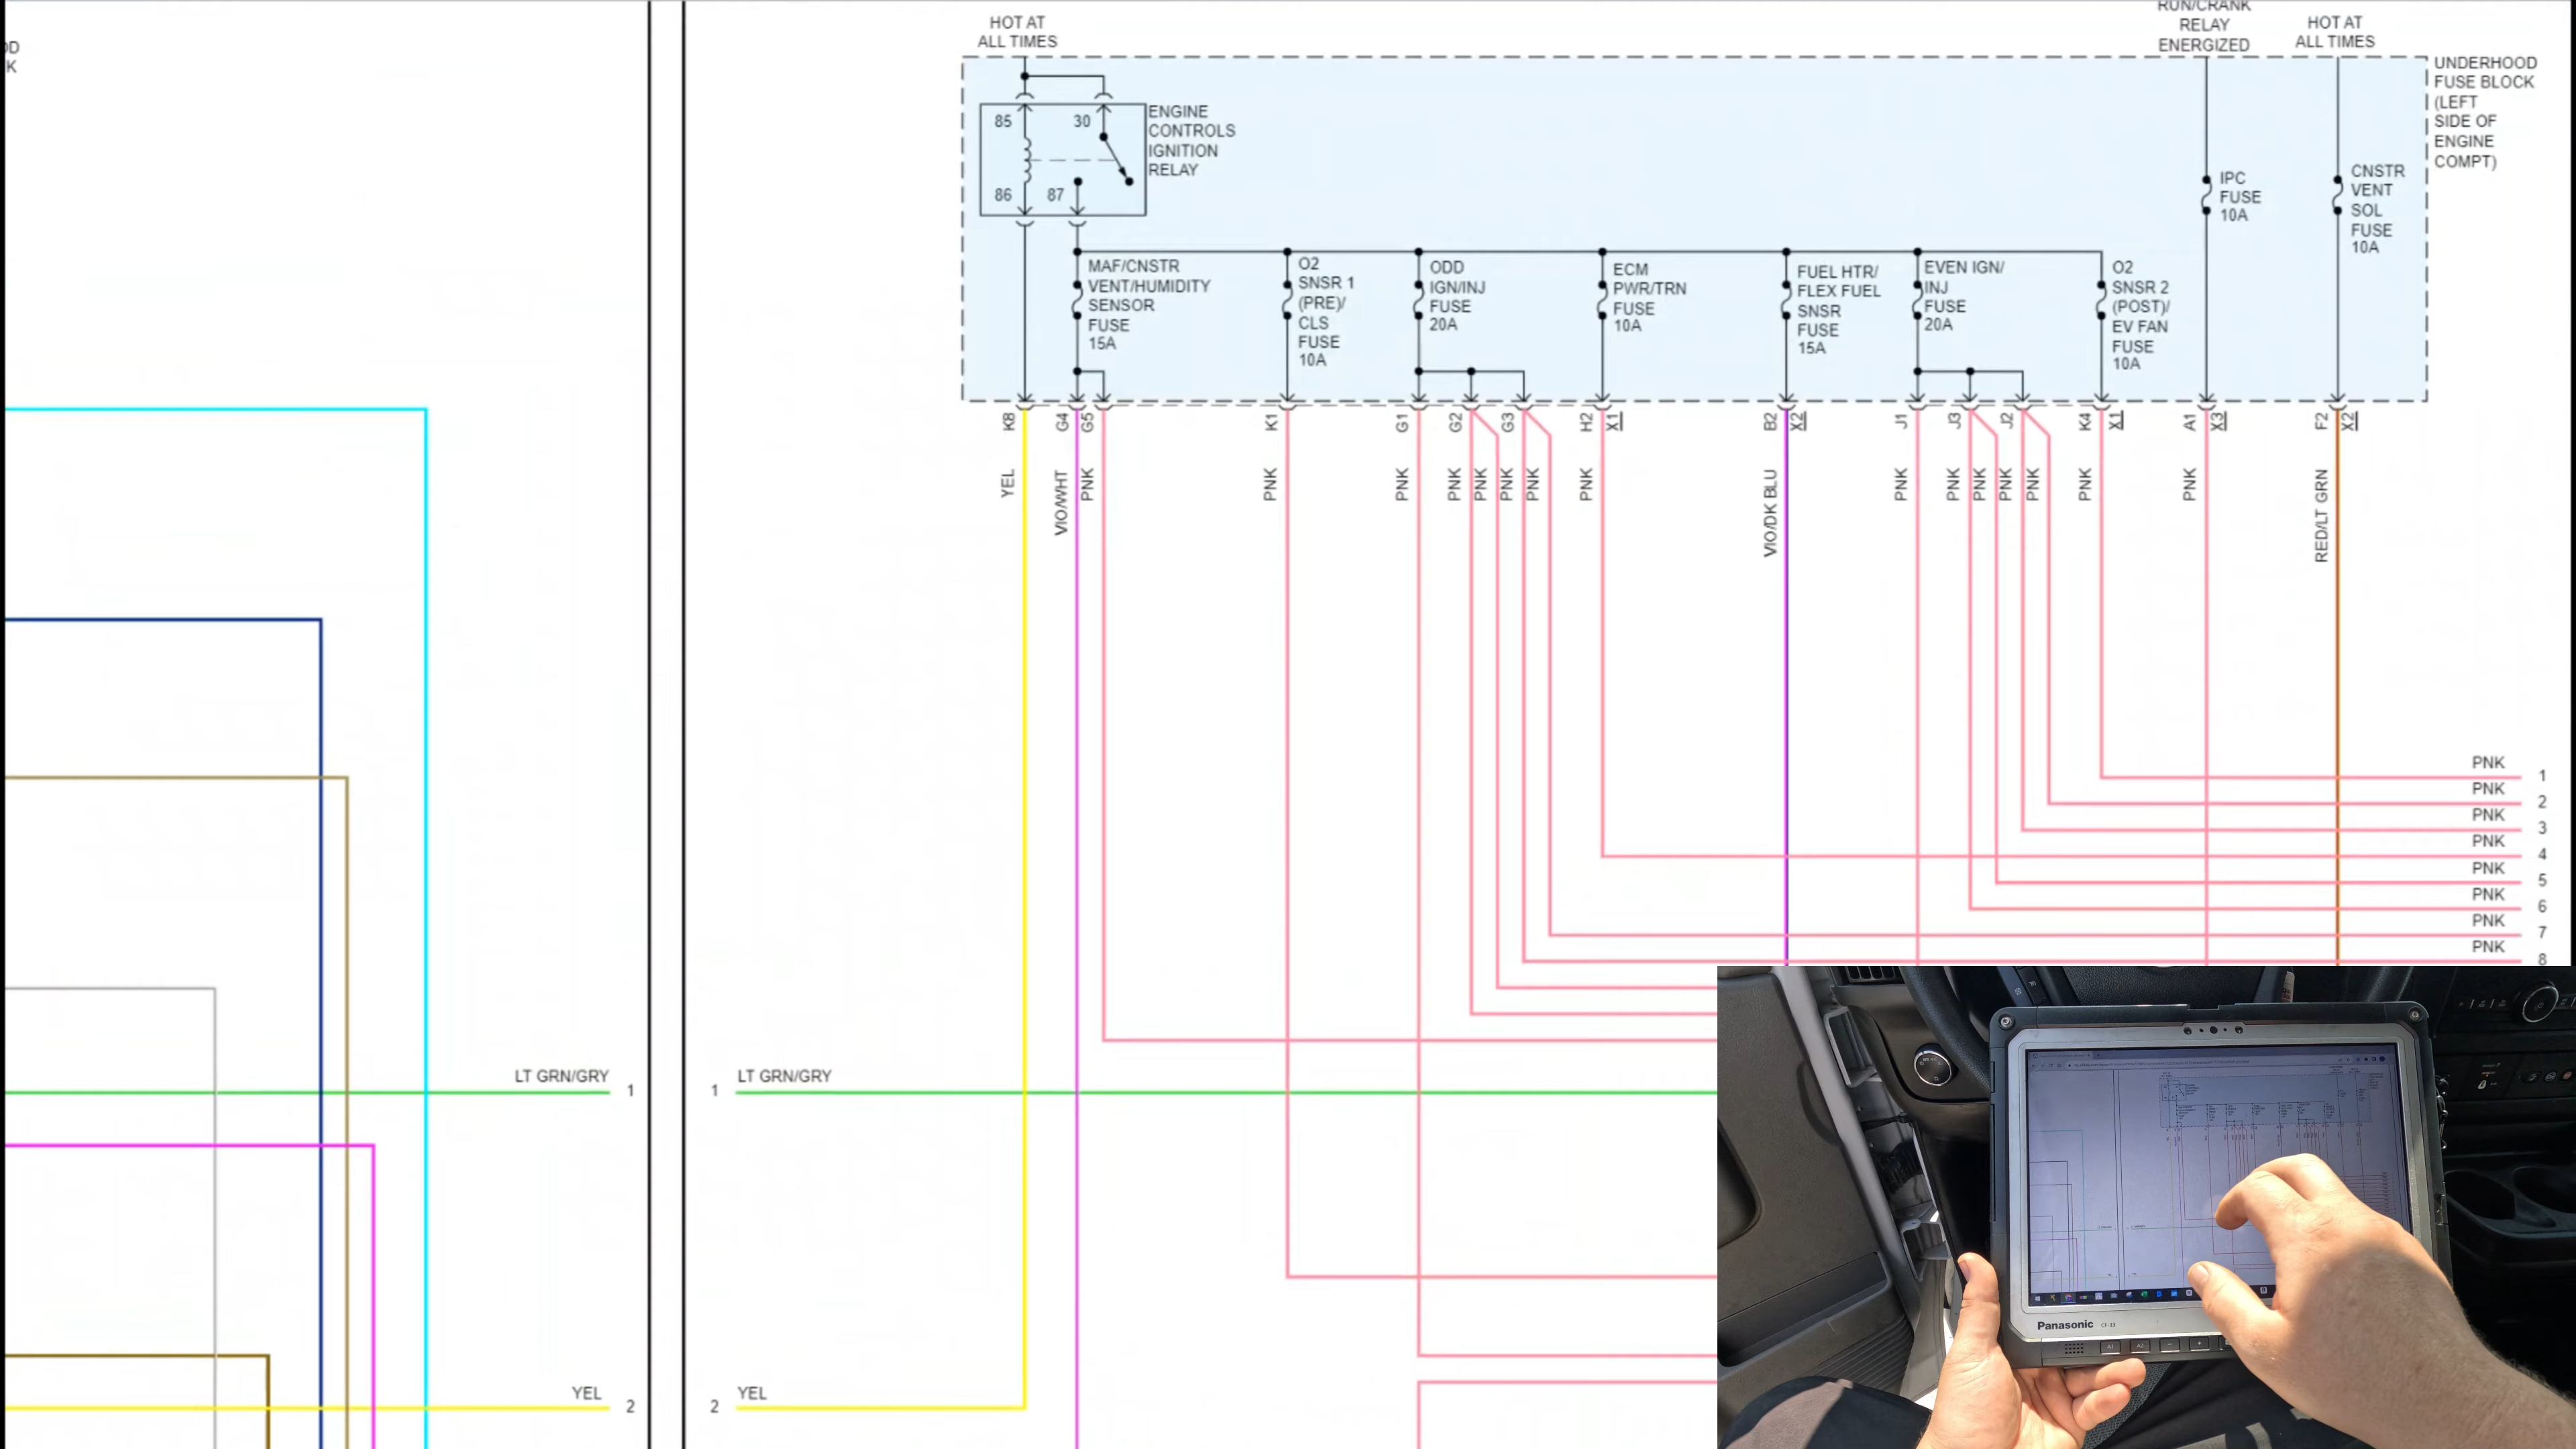 OD
K
HOT AT
ALL TIMES
RUN/CRANK
RELAY
ENERGIZED
HOT AT
ALL TIMES
UNDERHOOD
FUSE BLOCK
(LEFT
SIDE OF
ENGINE
COMPT)
85
30
86
87
ENGINE
CONTROLS
IGNITION
RELAY
IPC
FUSE
10A
CNSTR
VENT
SOL
FUSE
10A
MAF/CNSTR
VENT/HUMIDITY
SENSOR
FUSE
15A
O2
SNSR 1
(PRE)/
CLS
FUSE
10A
ODD
IGN/INJ
FUSE
20A
ECM
PWR/TRN
FUSE
10A
FUEL HTR/
FLEX FUEL
SNSR
FUSE
15A
EVEN IGN/
INJ
FUSE
20A
O2
SNSR 2
(POST)/
EV FAN
FUSE
10A
K8
G4
G5
K1
G1
G2
G3
H2
X1
B2
X2
J1
J3
J2
K4
X1
A1
X3
F2
X2
YEL
VIO/WHT
PNK
PNK
PNK
PNK
PNK
PNK
PNK
PNK
VIO/DK BLU
PNK
PNK
PNK
PNK
PNK
PNK
PNK
RED/LT GRN
PNK 1
PNK 2
PNK 3
PNK 4
PNK 5
PNK 6
PNK 7
PNK 8
LT GRN/GRY 1
1 LT GRN/GRY
YEL 2
2 YEL
Panasonic CF-33
A1
A2